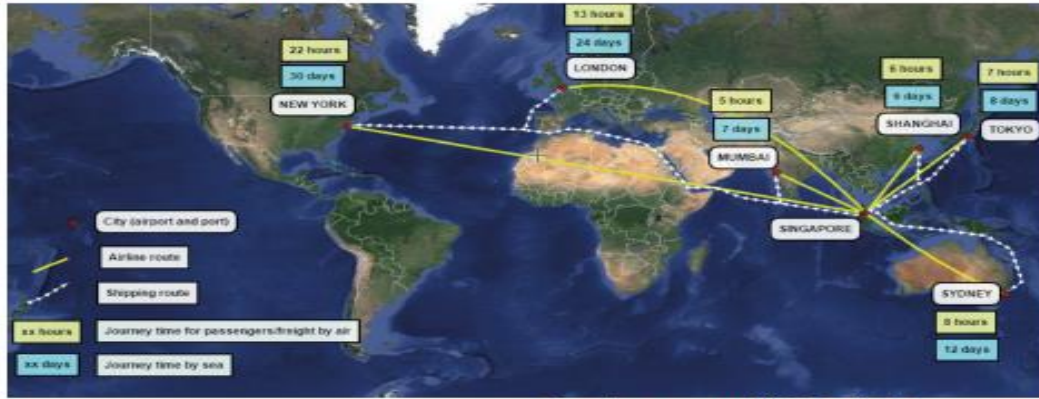 13 hours
24 days
LONDON
22 hours
30 days
NEW YORK
5 hours
7 days
MUMBAI
6 hours
SHANGHAI
7 hours
8 days
TOKYO
SINGAPORE
SYDNEY
8 hours
12 days
City (airport and port)
Airline route
Shipping route
xx hours
Journey time for passengers/freight by air
xx days
Journey time by sea